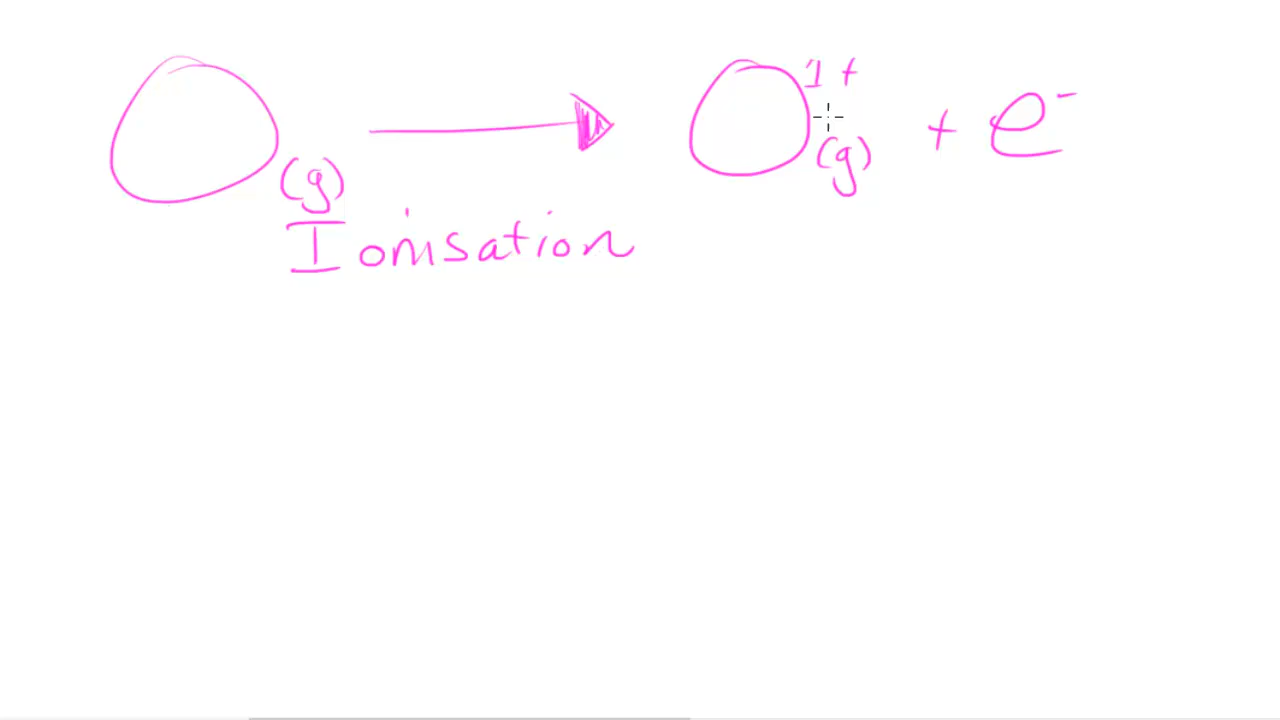 (g) 1+ (g) + e-
Ionisation